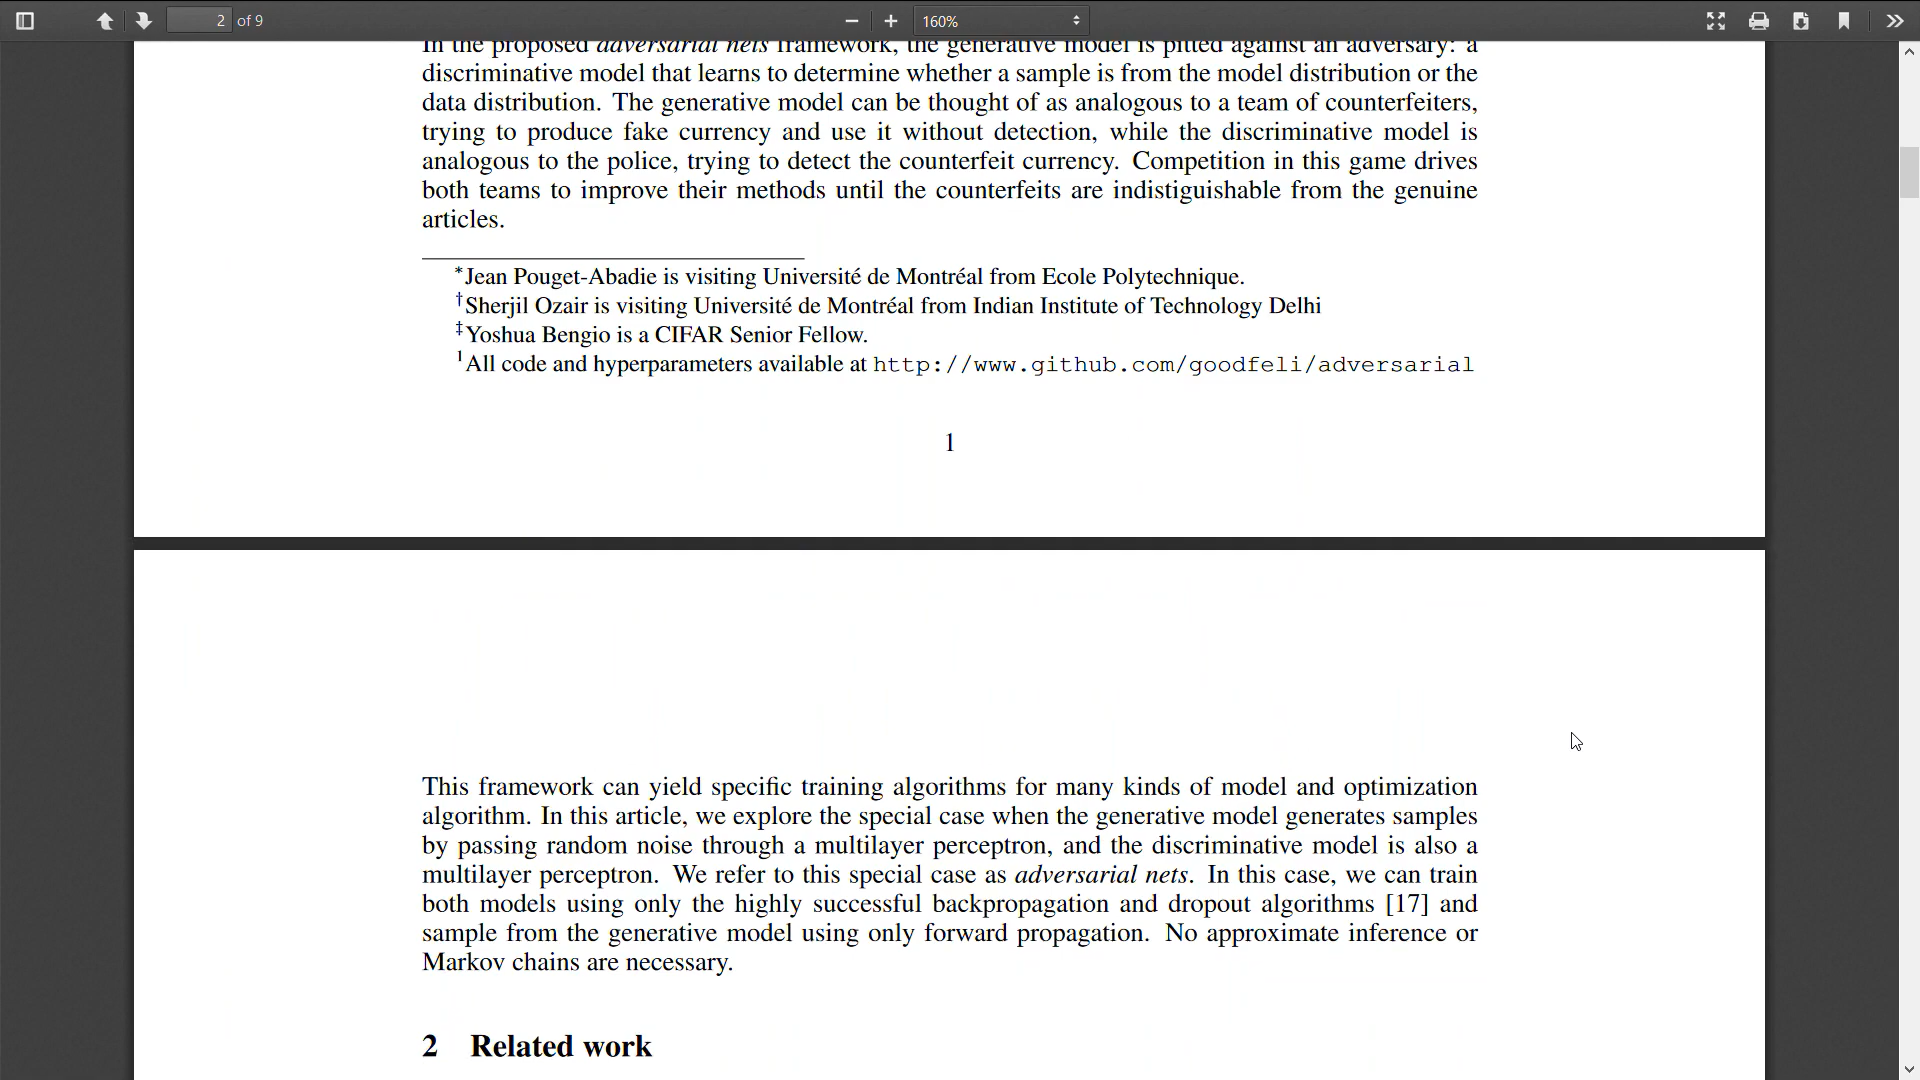 2 of 9
160%
In the proposed adversarial nets framework, the generative model is pitted against an adversary: a
discriminative model that learns to determine whether a sample is from the model distribution or the
data distribution. The generative model can be thought of as analogous to a team of counterfeiters,
trying to produce fake currency and use it without detection, while the discriminative model is
analogous to the police, trying to detect the counterfeit currency. Competition in this game drives
both teams to improve their methods until the counterfeits are indistiguishable from the genuine
articles.
*Jean Pouget-Abadie is visiting Université de Montréal from Ecole Polytechnique.
†Sherjil Ozair is visiting Université de Montréal from Indian Institute of Technology Delhi
‡Yoshua Bengio is a CIFAR Senior Fellow.
1All code and hyperparameters available at http://www.github.com/goodfeli/adversarial
1
This framework can yield specific training algorithms for many kinds of model and optimization
algorithm. In this article, we explore the special case when the generative model generates samples
by passing random noise through a multilayer perceptron, and the discriminative model is also a
multilayer perceptron. We refer to this special case as adversarial nets. In this case, we can train
both models using only the highly successful backpropagation and dropout algorithms [17] and
sample from the generative model using only forward propagation. No approximate inference or
Markov chains are necessary.
2 Related work